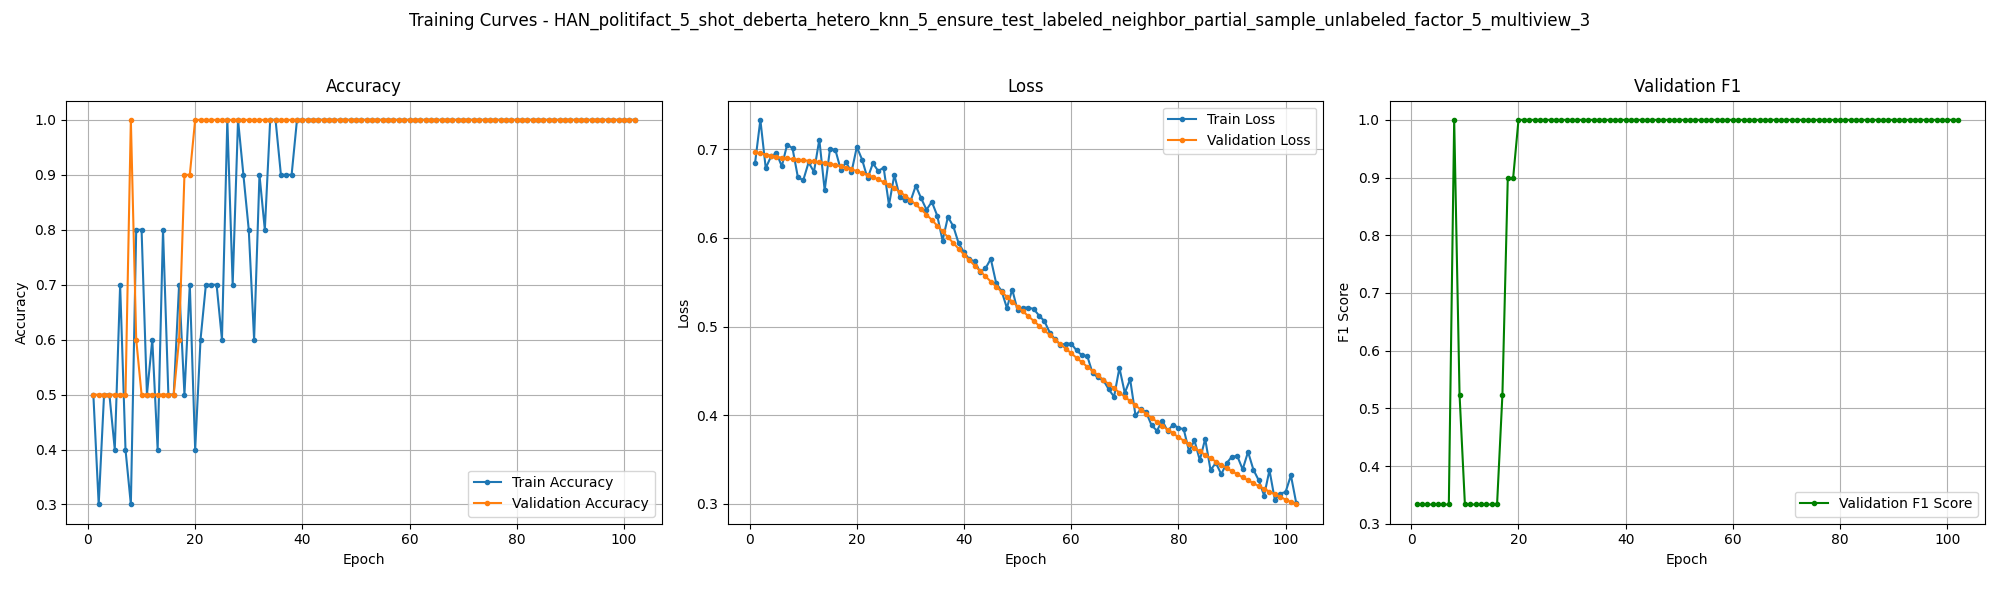 Training Curves - HAN_politifact_5_shot_deberta_hetero_knn_5_ensure_test_labeled_neighbor_partial_sample_unlabeled_factor_5_multiview_3
Accuracy
Accuracy
1.0
0.9
0.8
0.7
0.6
0.5
0.4
0.3
0 20 40 60 80 100
Epoch
Train Accuracy
Validation Accuracy
Loss
Loss
0.7
0.6
0.5
0.4
0.3
0 20 40 60 80 100
Epoch
Train Loss
Validation Loss
Validation F1
F1 Score
1.0
0.9
0.8
0.7
0.6
0.5
0.4
0.3
0 20 40 60 80 100
Epoch
Validation F1 Score